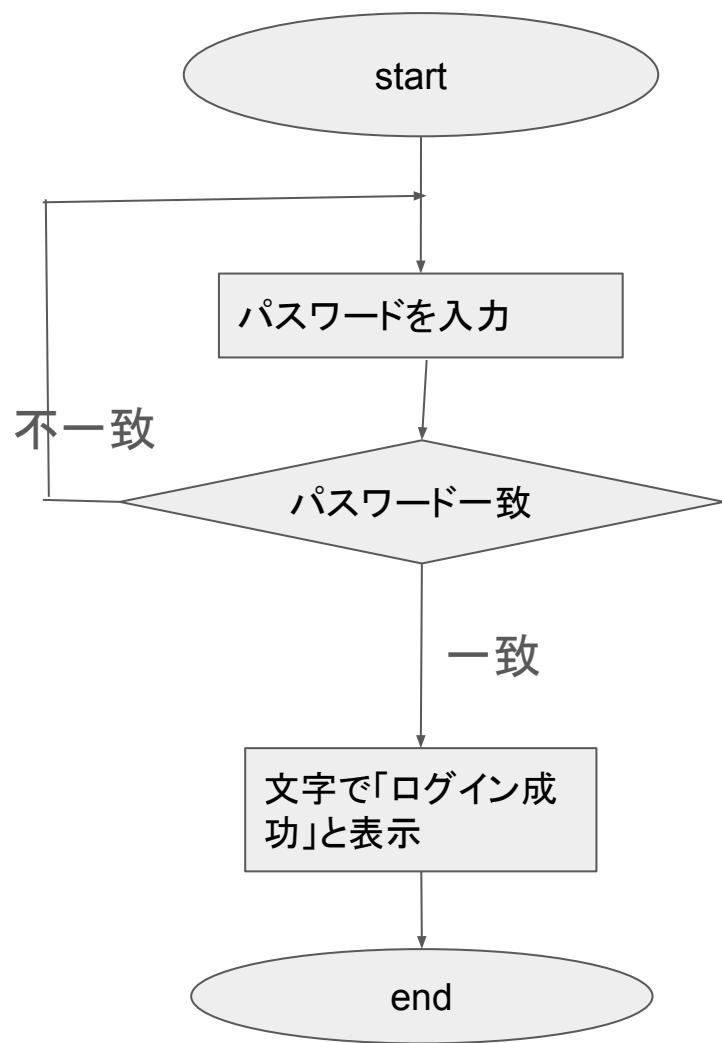 start
パスワードを入力
不一致
パスワード一致
一致
文字で「ログイン成
功」と表示
end